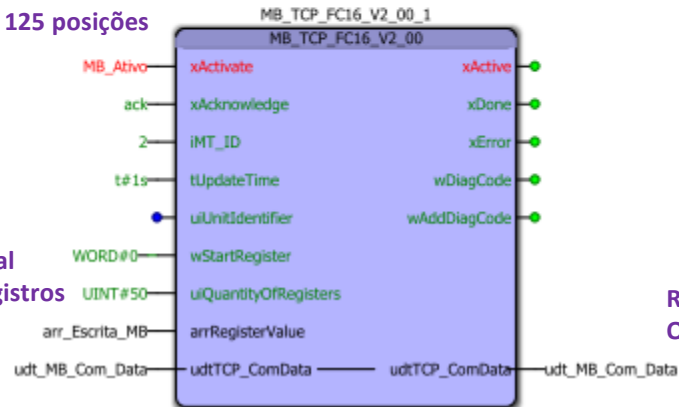 125 posições
MB_TCP_FC16_V2_00_1
MB_TCP_FC16_V2_00
MB_Ativo xActivate xActive
ack xAcknowledge xDone
2 iMT_ID xError
t#1s tUpdateTime wDiagCode
uiUnitIdentifier wAddDiagCode
al
WORD#0 wStartRegister
gistros UINT#50 uiQuantityOfRegisters
R
arr_Escrita_MB arrRegisterValue
C
udt_MB_Com_Data udtTCP_ComData udtTCP_ComData udt_MB_Com_Data